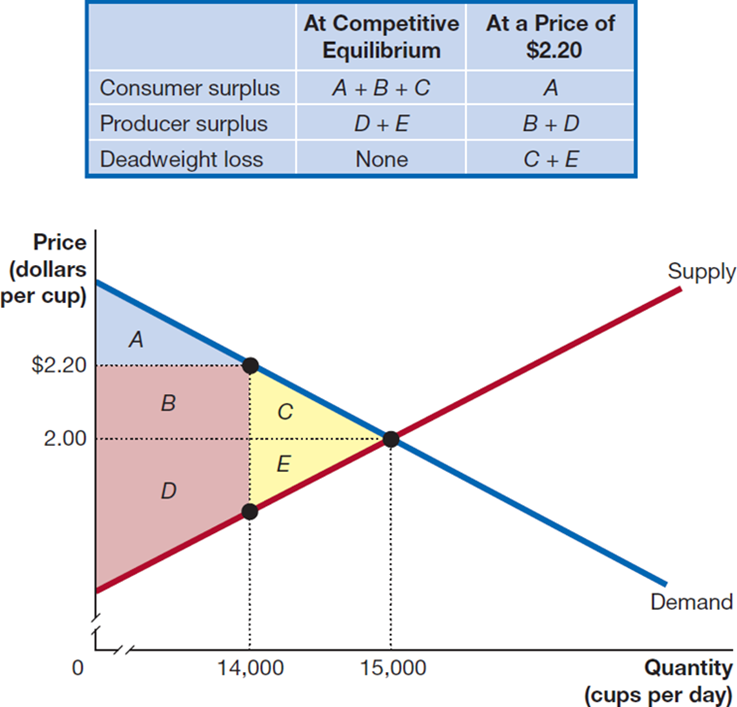 At Competitive At a Price of
Equilibrium $2.20
Consumer surplus A + B + C A
Producer surplus D + E B + D
Deadweight loss None C + E
Price
(dollars
per cup)
Supply
A
$2.20
B
C
2.00
E
D
Demand
0 14,000 15,000 Quantity
(cups per day)